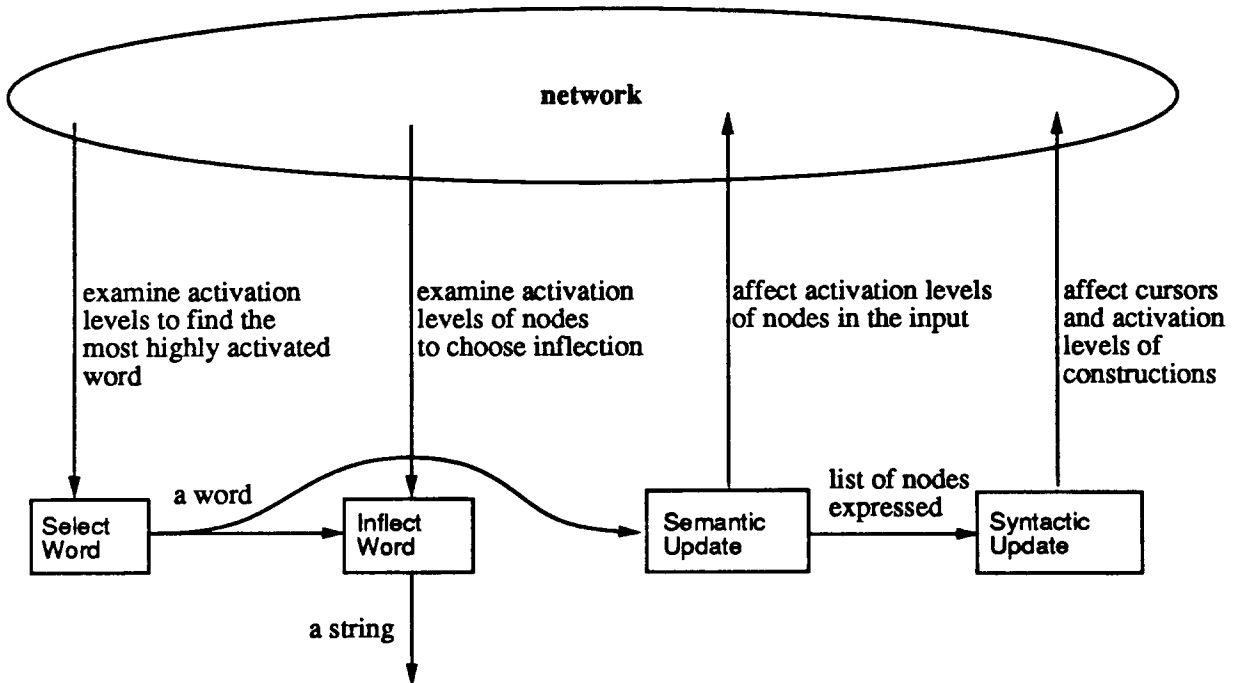 network
examine activation
levels to find the
most highly activated
word
examine activation
levels of nodes
to choose inflection
affect activation levels
of nodes in the input
affect cursors
and activation
levels of
constructions
a word
list of nodes
expressed
Select
Word
Inflect
Word
Semantic
Update
Syntactic
Update
a string